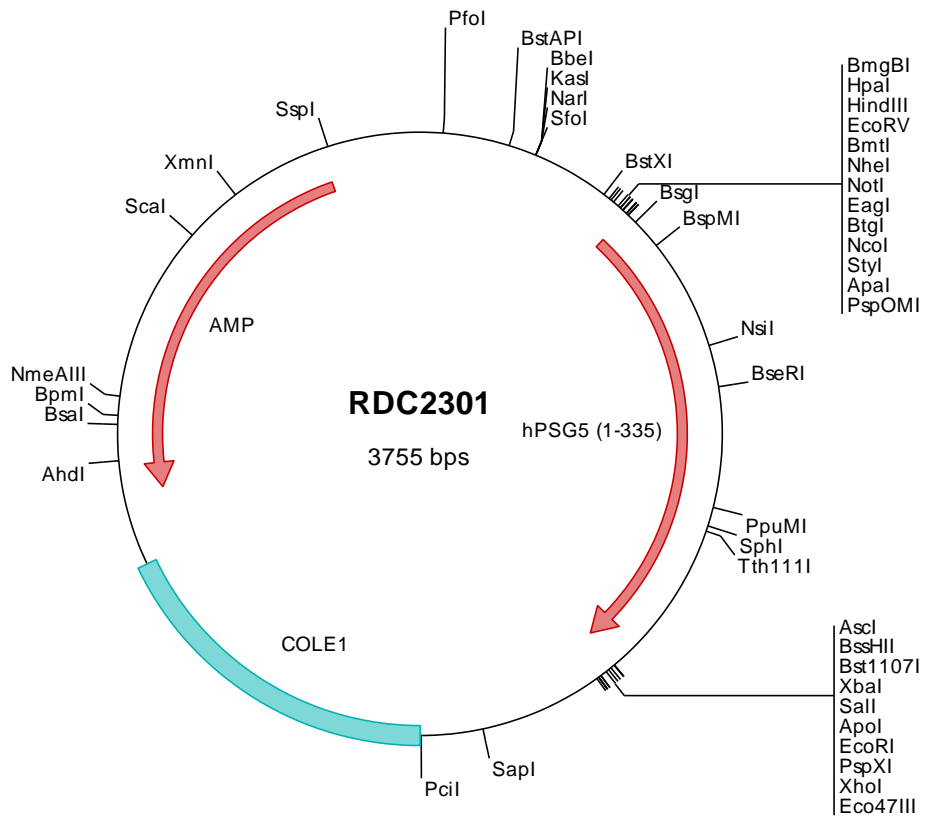 PfoI
BstAPI
BbeI
KasI
NarI
SfoI
BstXI
BmgBI
HpaI
HindIII
EcoRV
BmtI
NheI
NotI
EagI
BtgI
NcoI
StyI
ApaI
PspOMI
BsgI
BspMI
SspI
XmnI
ScaI
AMP
NsiI
BseRI
NmeAIII
BpmI
BsaI
AhdI
RDC2301
3755 bps
hPSG5 (1-335)
PpuMI
SphI
Tth111I
COLE1
AscI
BssHII
Bst1107I
XbaI
SalI
ApoI
EcoRI
PspXI
XhoI
Eco47III
SapI
PciI